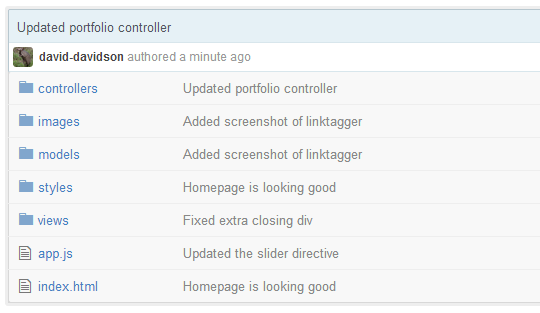 Updated portfolio controller
david-davidson authored a minute ago
controllers Updated portfolio controller
images Added screenshot of linktagger
models Added screenshot of linktagger
styles Homepage is looking good
views Fixed extra closing div
app.js Updated the slider directive
index.html Homepage is looking good